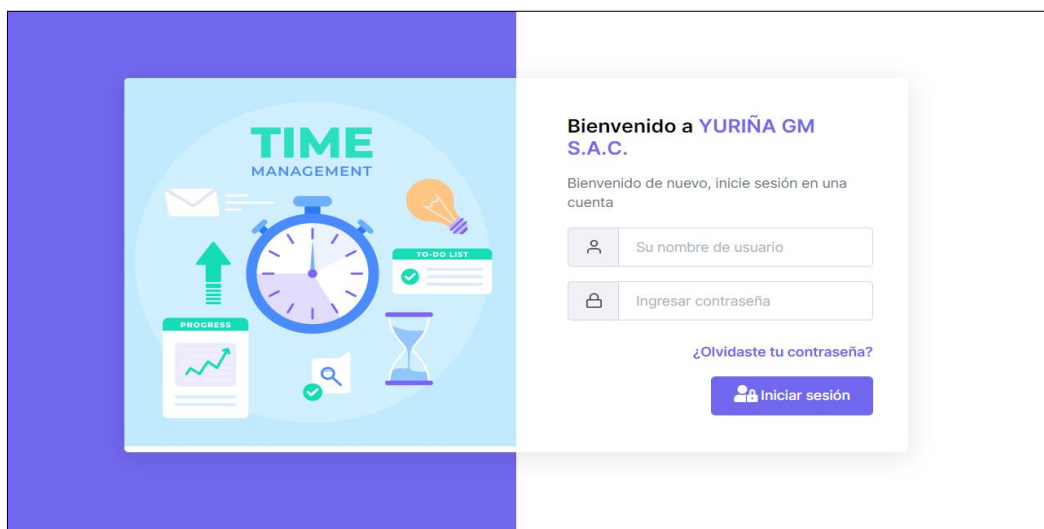 TIME
MANAGEMENT
TO-DO LIST
PROGRESS
Bienvenido a YURIÑA GM
S.A.C.
Bienvenido de nuevo, inicie sesión en una
cuenta
Su nombre de usuario
Ingresar contraseña
¿Olvidaste tu contraseña?
Iniciar sesión